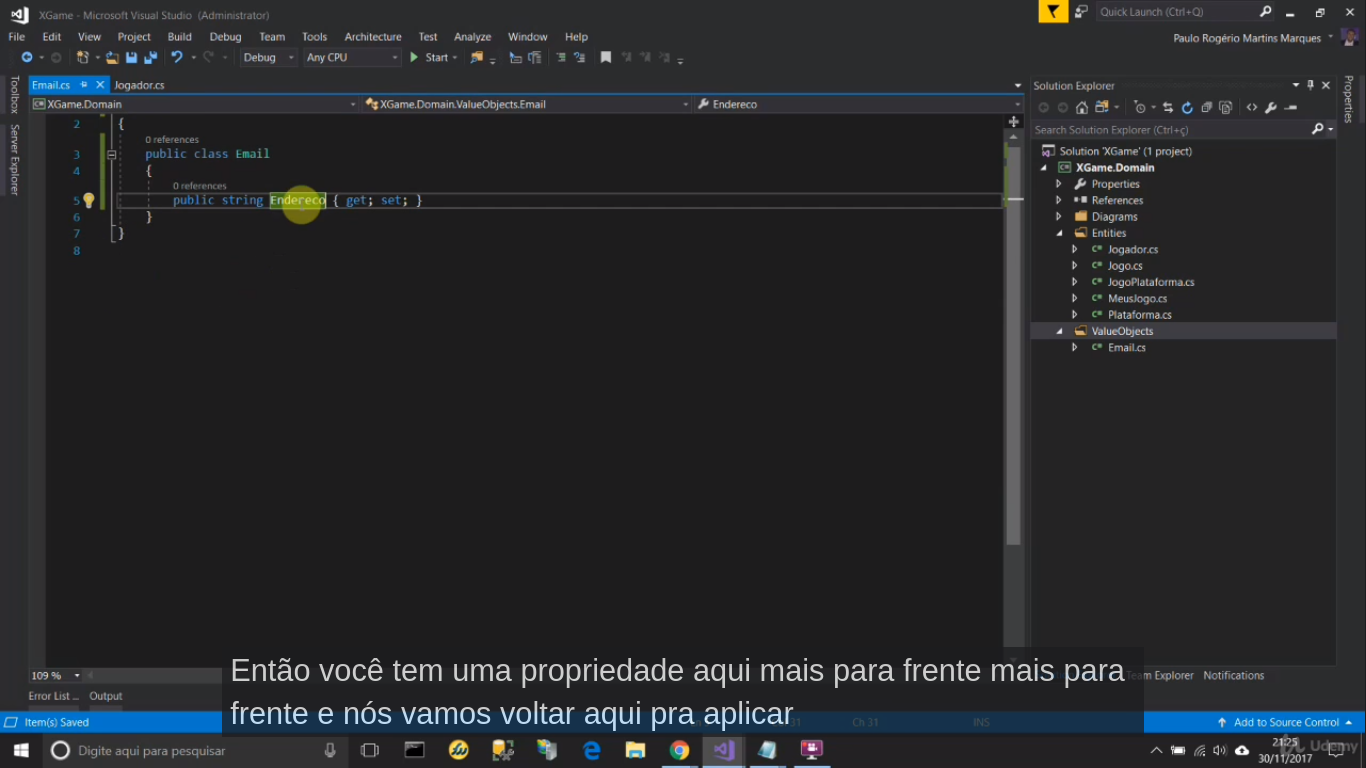 XGame - Microsoft Visual Studio (Administrator)
Quick Launch (Ctrl+Q)
File Edit View Project Build Debug Team Tools Architecture Test Analyze Window Help
Paulo Rogério Martins Marques
Debug Any CPU Start
Email.cs Jogador.cs
XGame.Domain XGame.Domain.ValueObjects.Email Endereco
Toolbox
Server Explorer
2 {
0 references
3 public class Email
4 {
0 references
5 public string Endereco { get; set; }
6 }
7 }
8
109 %
Error List ... Output
Item(s) Saved
Ch 31 INS
Add to Source Control
Solution Explorer
Properties
Search Solution Explorer (Ctrl+ç)
Solution 'XGame' (1 project)
XGame.Domain
Properties
References
Diagrams
Entities
Jogador.cs
Jogo.cs
JogoPlataforma.cs
MeusJogo.cs
Plataforma.cs
ValueObjects
Email.cs
Explorer Notifications
Então você tem uma propriedade aqui mais para frente mais para
frente e nós vamos voltar aqui pra aplicar
Digite aqui para pesquisar
21:25
30/11/2017
Udemy